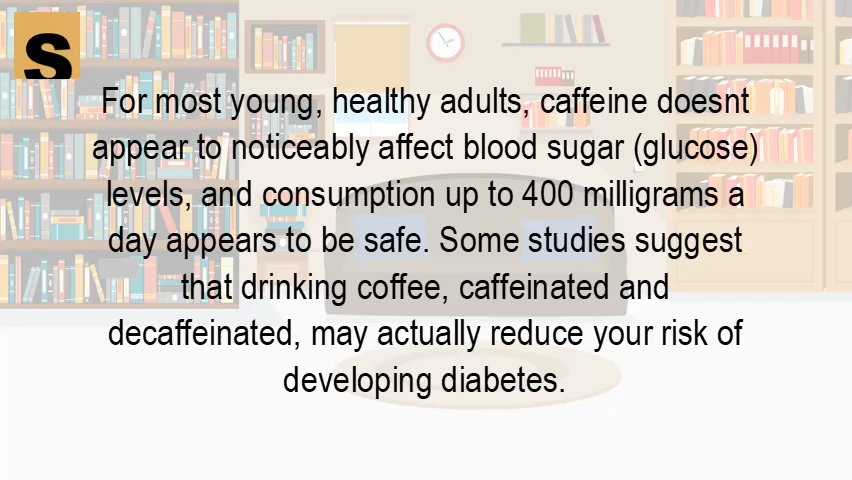 S
For most young, healthy adults, caffeine doesnt
appear to noticeably affect blood sugar (glucose)
levels, and consumption up to 400 milligrams a
day appears to be safe. Some studies suggest
that drinking coffee, caffeinated and
decaffeinated, may actually reduce your risk of
developing diabetes.